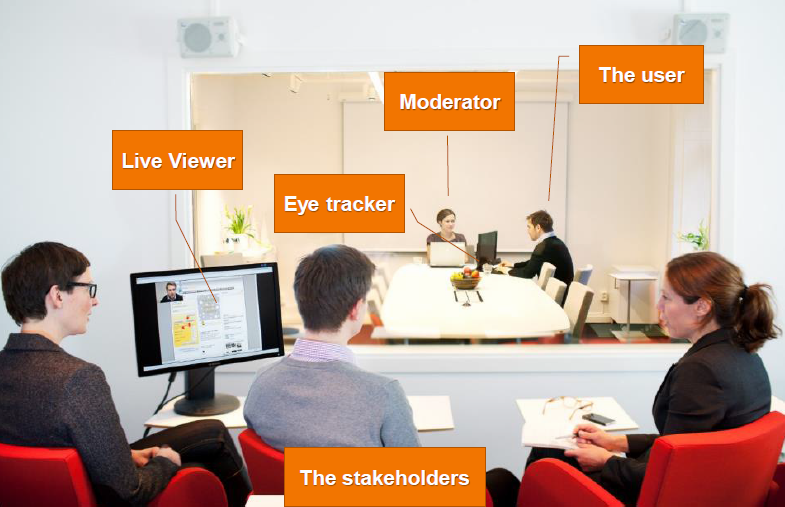 The user
Moderator
Live Viewer
Eye tracker
The stakeholders